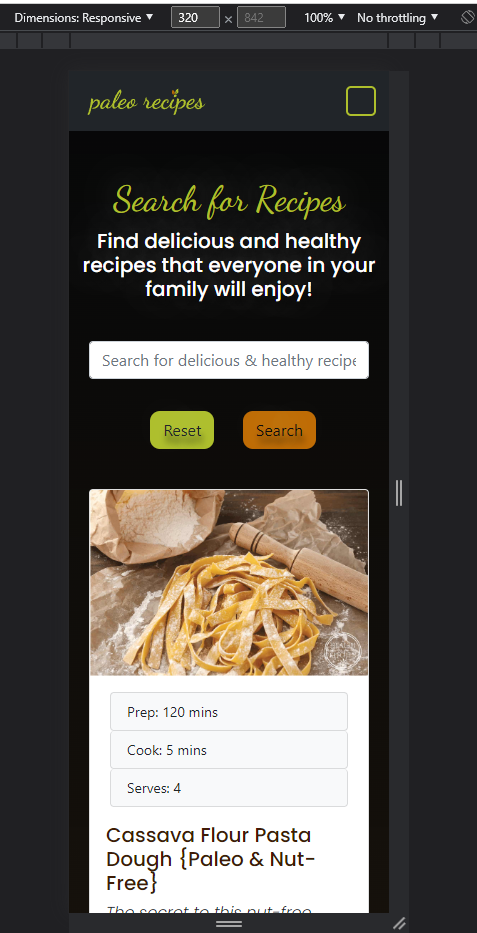 Dimensions: Responsive ▼ 320 × 842 100% ▼ No throttling ▼
paleo recipes
Search for Recipes
Find delicious and healthy
recipes that everyone in your
family will enjoy!
Search for delicious & healthy recipe
Reset Search
Prep: 120 mins
Cook: 5 mins
Serves: 4
Cassava Flour Pasta
Dough {Paleo & Nut-
Free}
The secret to this nut-free